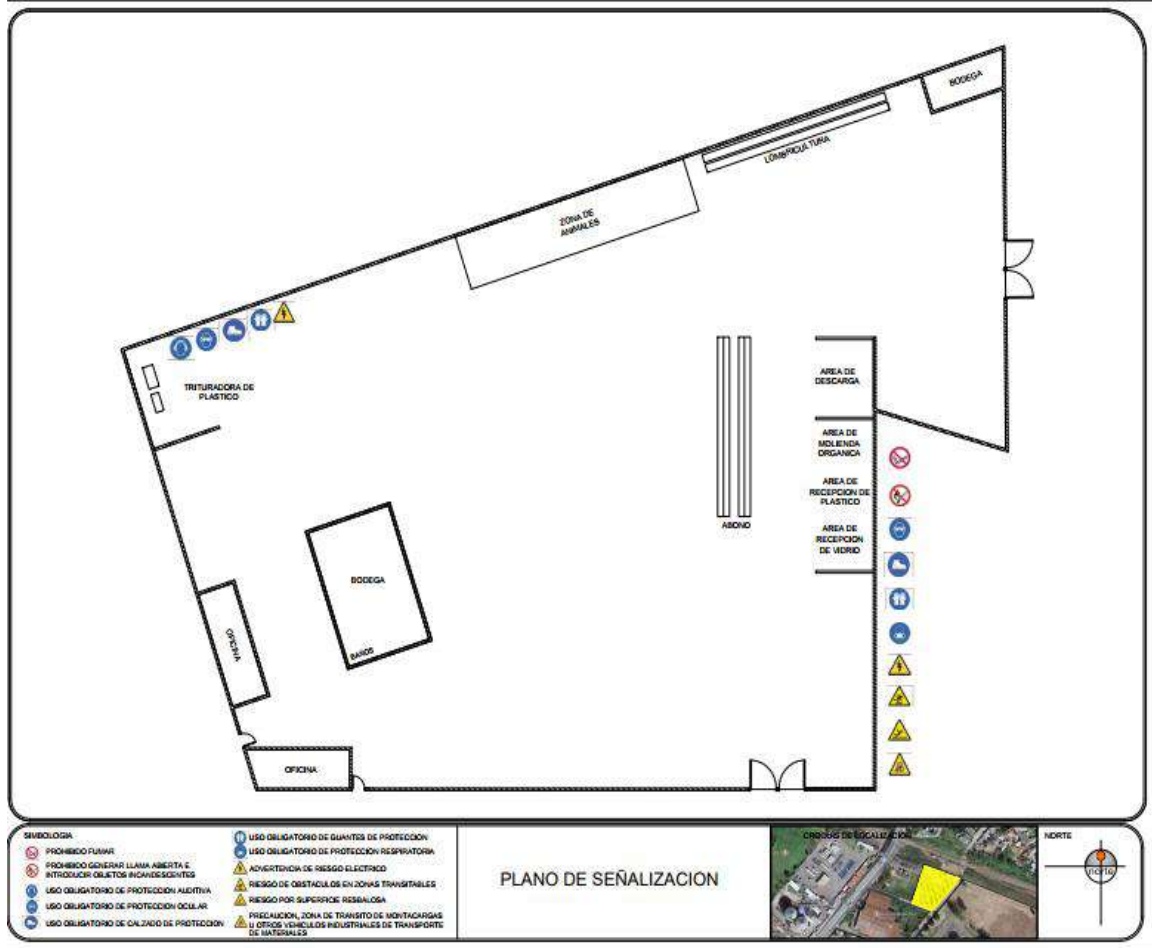 BODEGA
LOMBRICULTURA
ZONA DE
ANIMALES
TRITURADORA DE
PLASTICO
AREA DE
DESCARGA
AREA DE
MOLIENDA
ORGANICA
AREA DE
RECEPCION DE
PLASTICO
AREA DE
RECEPCION
DE VIDRIO
ABONO
BODEGA
BAÑOS
OFICINA
OFICINA
SIMBOLOGIA
PROHIBIDO FUMAR
PROHIBIDO GENERAR LLAMA ABIERTA E
INTRODUCIR OBJETOS INCANDESCENTES
USO OBLIGATORIO DE PROTECCION AUDITIVA
USO OBLIGATORIO DE PROTECCION OCULAR
USO OBLIGATORIO DE CALZADO DE PROTECCION
USO OBLIGATORIO DE GUANTES DE PROTECCION
USO OBLIGATORIO DE PROTECCION RESPIRATORIA
ADVERTENCIA DE RIESGO ELECTRICO
RIESGO DE OBSTACULOS EN ZONAS TRANSITABLES
RIESGO POR SUPERFICIE RESBALOSA
PRECAUCION, ZONA DE TRANSITO DE MONTACARGAS
U OTROS VEHICULOS INDUSTRIALES DE TRANSPORTE
DE MATERIALES
PLANO DE SEÑALIZACION
CROQUIS DE LOCALIZACION
NORTE
norte